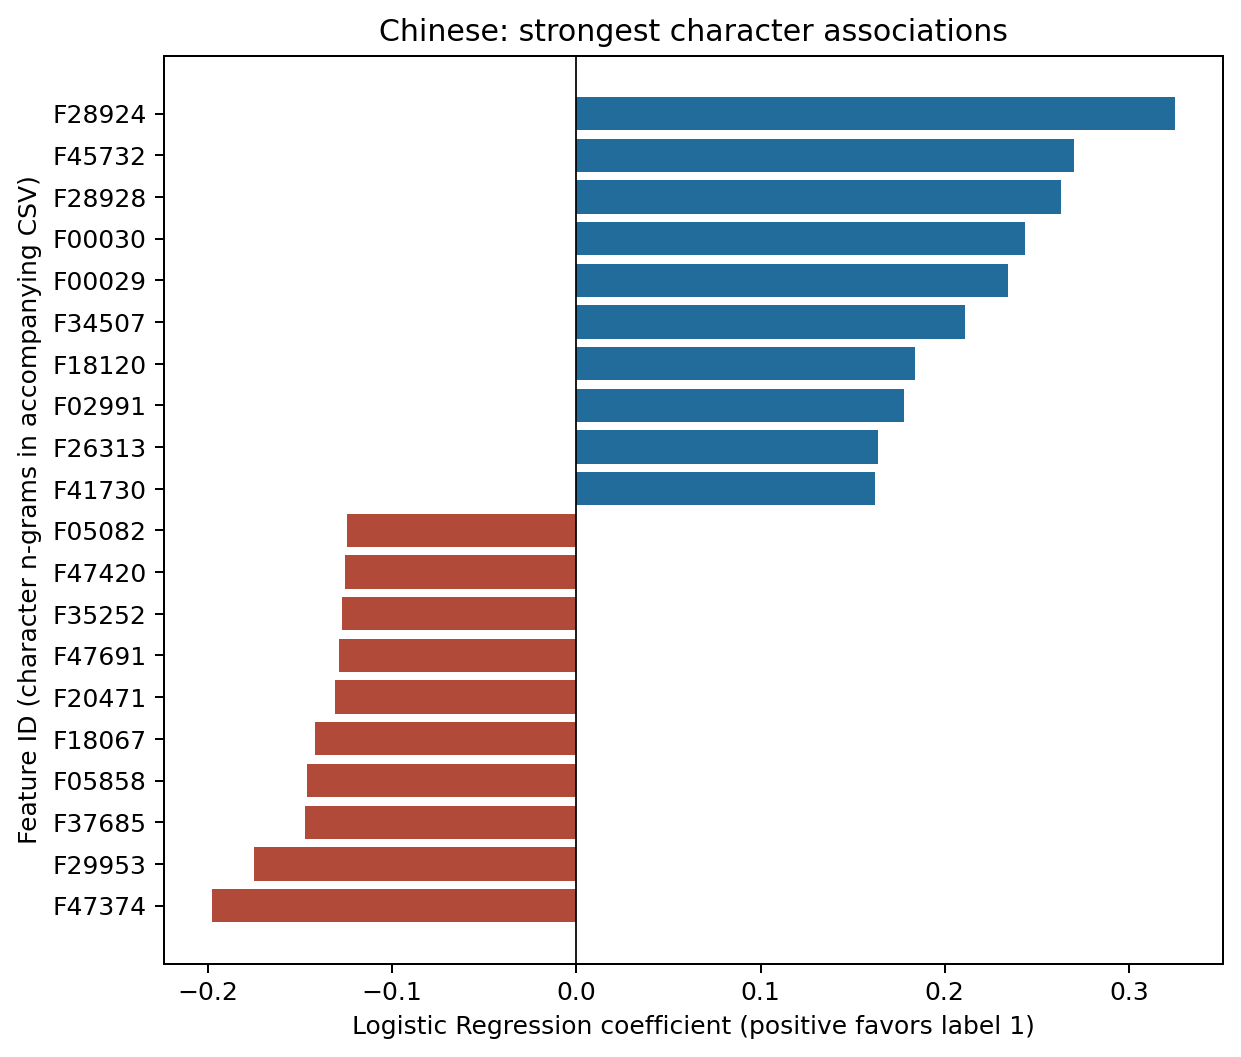 Chinese: strongest character associations
Feature ID (character n-grams in accompanying CSV)
F28924
F45732
F28928
F00030
F00029
F34507
F18120
F02991
F26313
F41730
F05082
F47420
F35252
F47691
F20471
F18067
F05858
F37685
F29953
F47374
−0.2 −0.1 0.0 0.1 0.2 0.3
Logistic Regression coefficient (positive favors label 1)